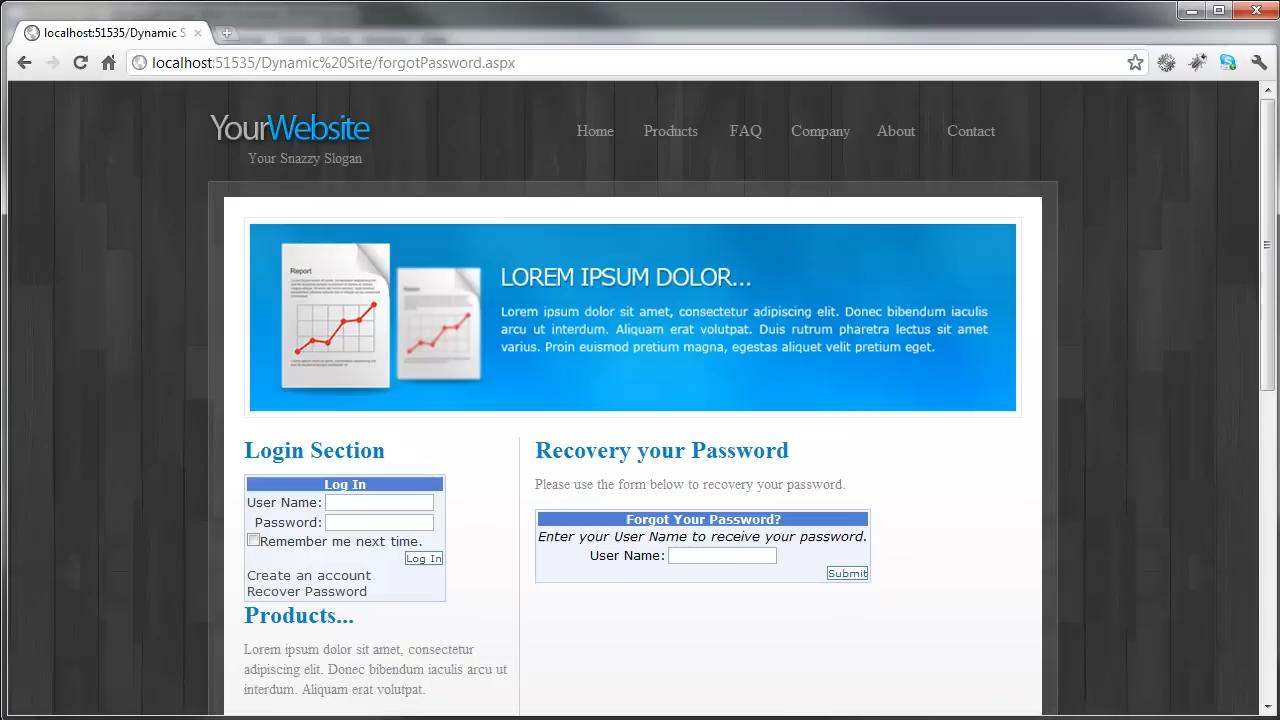 localhost:51535/Dynamic S
localhost:51535/Dynamic%20Site/forgotPassword.aspx
YourWebsite
Your Snazzy Slogan
Home Products FAQ Company About Contact
Report
LOREM IPSUM DOLOR...
Lorem ipsum dolor sit amet, consectetur adipiscing elit. Donec bibendum iaculis
arcu ut interdum. Aliquam erat volutpat. Duis rutrum pharetra lectus sit amet
varius. Proin euismod pretium magna, egestas aliquet velit pretium eget.
Login Section
Log In
User Name:
Password:
Remember me next time.
Log In
Create an account
Recover Password
Products...
Lorem ipsum dolor sit amet, consectetur
adipiscing elit. Donec bibendum iaculis arcu ut
interdum. Aliquam erat volutpat.
Recovery your Password
Please use the form below to recovery your password.
Forgot Your Password?
Enter your User Name to receive your password.
User Name:
Submit